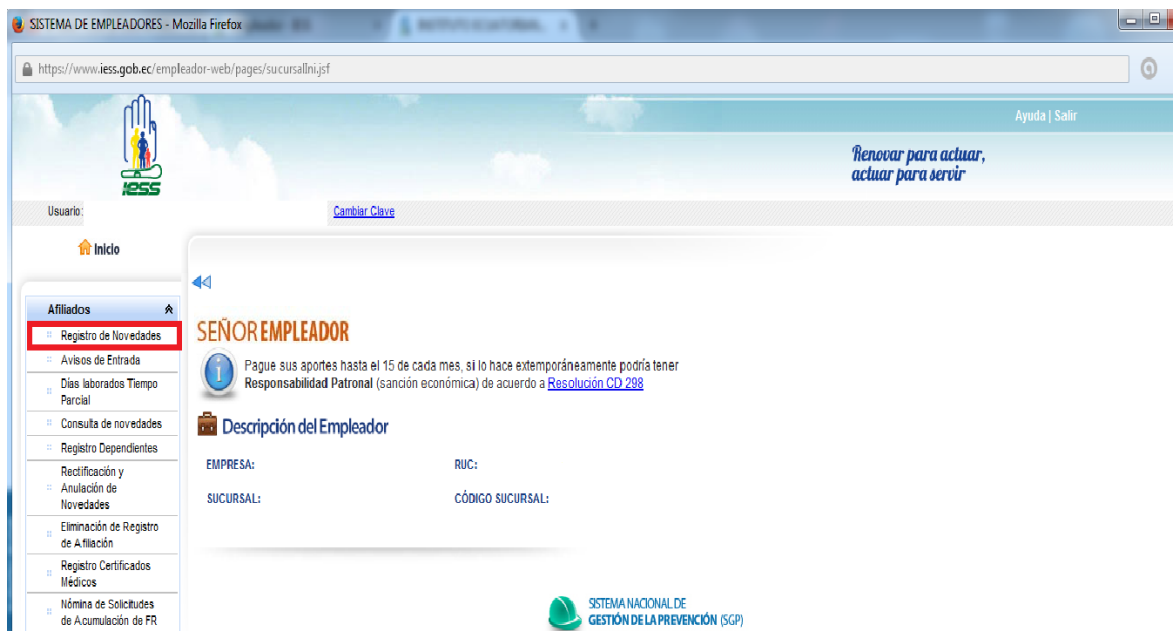 SISTEMA DE EMPLEADORES - Mozilla Firefox
https://www.iess.gob.ec/empleador-web/pages/sucursalIni.jsf
Ayuda | Salir
iess
Renovar para actuar,
actuar para servir
Usuario:
Cambiar Clave
Inicio
Afiliados
Registro de Novedades
Avisos de Entrada
Días laborados Tiempo
Parcial
Consulta de novedades
Registro Dependientes
Rectificación y
Anulación de
Novedades
Eliminación de Registro
de Afiliación
Registro Certificados
Médicos
Nómina de Solicitudes
de Acumulación de FR
SEÑOR EMPLEADOR
Pague sus aportes hasta el 15 de cada mes, si lo hace extemporáneamente podría tener
Responsabilidad Patronal (sanción económica) de acuerdo a Resolución CD 298
Descripción del Empleador
EMPRESA:
RUC:
SUCURSAL:
CÓDIGO SUCURSAL:
SISTEMA NACIONAL DE
GESTIÓN DE LA PREVENCIÓN (SGP)